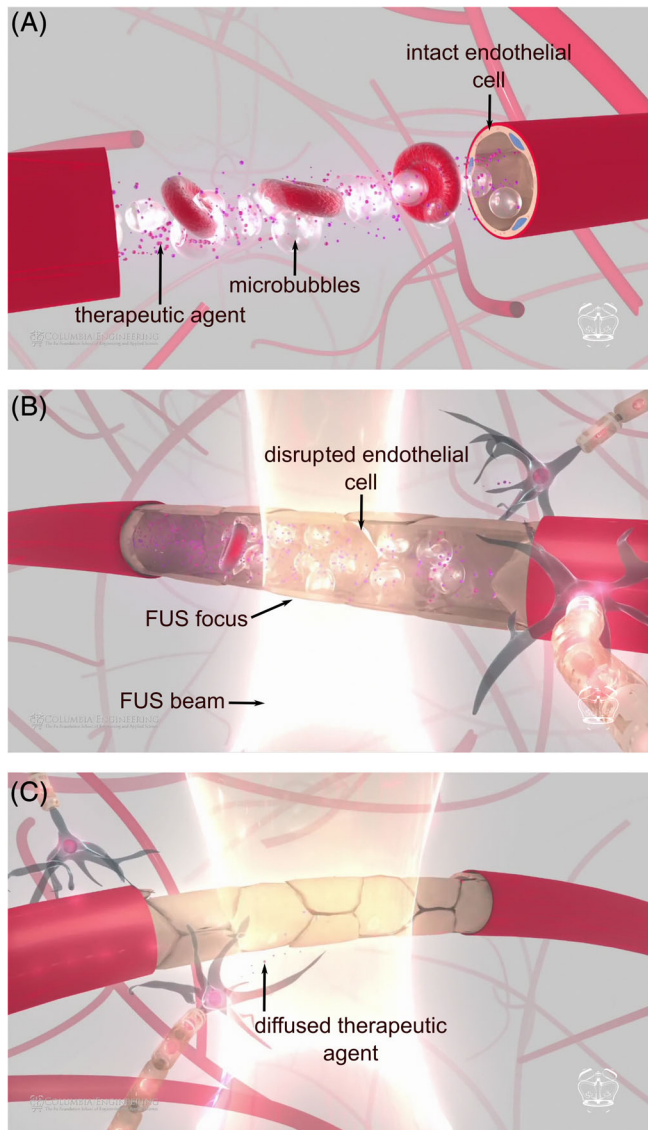 (A)
intact endothelial
cell
microbubbles
therapeutic agent
COLUMBIA ENGINEERING
(B)
disrupted endothelial
cell
FUS focus
FUS beam
COLUMBIA ENGINEERING
(C)
diffused therapeutic
agent
COLUMBIA ENGINEERING